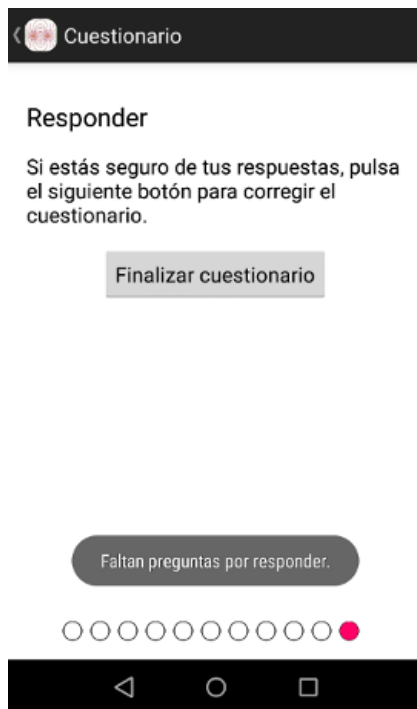 Cuestionario
Responder
Si estás seguro de tus respuestas, pulsa
el siguiente botón para corregir el
cuestionario.
Finalizar cuestionario
Faltan preguntas por responder.